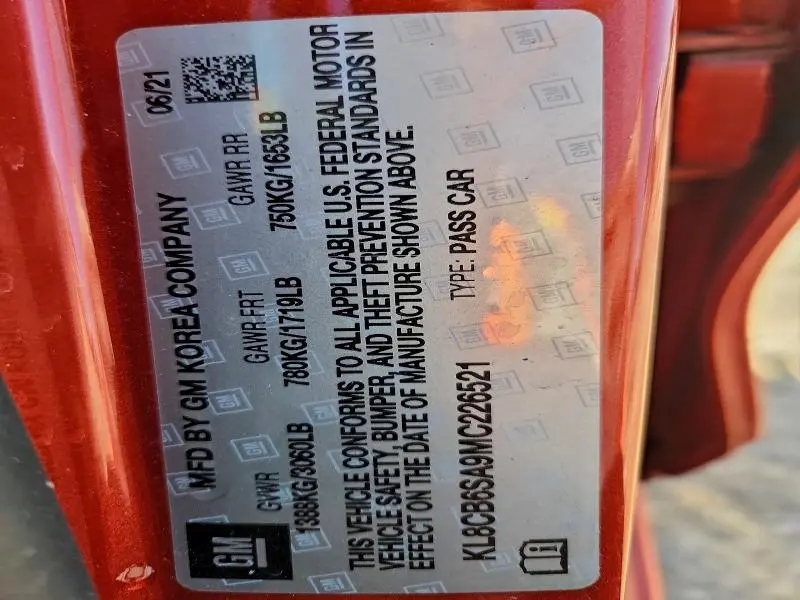 GM
MFD BY GM KOREA COMPANY 06/21
GVWR GAWR FRT GAWR RR
1388KG/3060LB 780KG/1719LB 750KG/1653LB
THIS VEHICLE CONFORMS TO ALL APPLICABLE U.S. FEDERAL MOTOR
VEHICLE SAFETY, BUMPER, AND THEFT PREVENTION STANDARDS IN
EFFECT ON THE DATE OF MANUFACTURE SHOWN ABOVE.
KL8CB6SA9MC226521 TYPE: PASS CAR